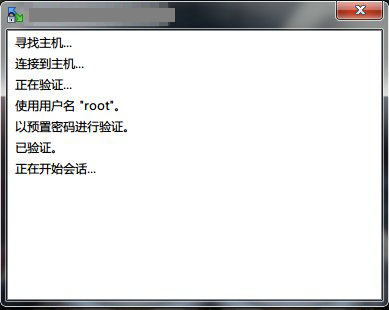 寻找主机...
连接到主机...
正在验证...
使用用户名 "root"。
以预置密码进行验证。
已验证。
正在开始会话...